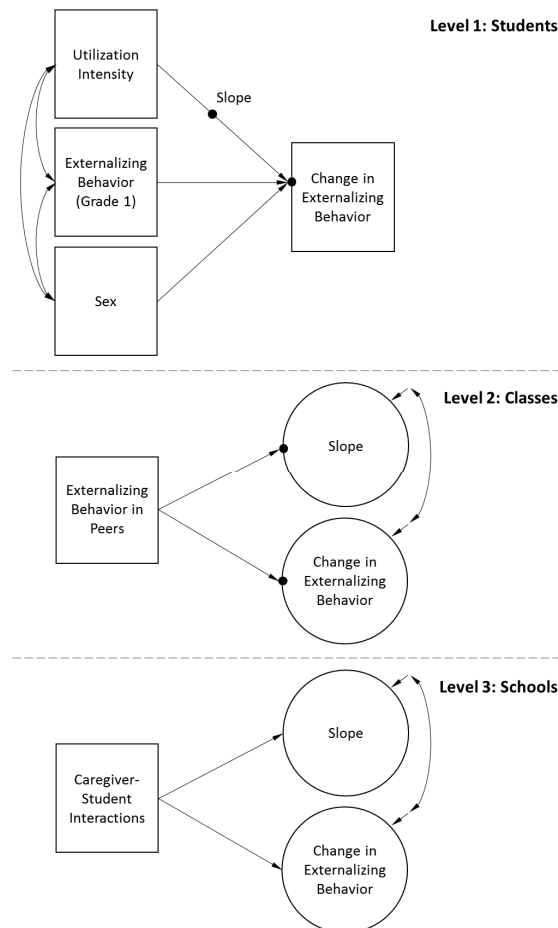 Level 1: Students
Utilization
Intensity
Slope
Externalizing
Behavior
(Grade 1)
Change in
Externalizing
Behavior
Sex
Level 2: Classes
Slope
Externalizing
Behavior in
Peers
Change in
Externalizing
Behavior
Level 3: Schools
Slope
Caregiver-
Student
Interactions
Change in
Externalizing
Behavior